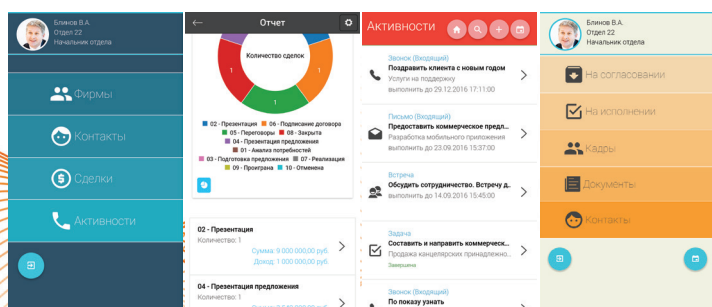 Блинов В.А.
Отдел 22
Начальник отдела
Фирмы
Контакты
Сделки
Активности
Отчет
Количество сделок
1
1
1
02 - Презентация 06 - Подписание договора
05 - Переговоры 08 - Закрыта
04 - Презентация предложения
01 - Анализ потребностей
03 - Подготовка предложения 07 - Реализация
09 - Проиграна 10 - Отменена
02 - Презентация
Количество: 1
Сумма: 9 000 000,00 руб
Доход: 1 000 000,00 руб
04 - Презентация предложения
Количество: 1
Активности
Звонок (Входящий)
Поздравить клиента с новым годом
Услуги на поддержку
выполнить до 29.12.2016 17:11:00
Письмо (Входящий)
Предоставить коммерческое предл...
Разработка мобильного приложения
выполнить до 23.09.2016 15:37:00
Встреча
Обсудить сотрудничество. Встречу д..
выполнить до 14.09.2016 15:45:00
Задача
Составить и направить коммерческ...
Продажа канцелярских принадлежно..
Завершена
Звонок (Входящий)
По показу узнать
Блинов В.А.
Отдел 22
Начальник отдела
На согласовании
На исполнении
Кадры
Документы
Контакты